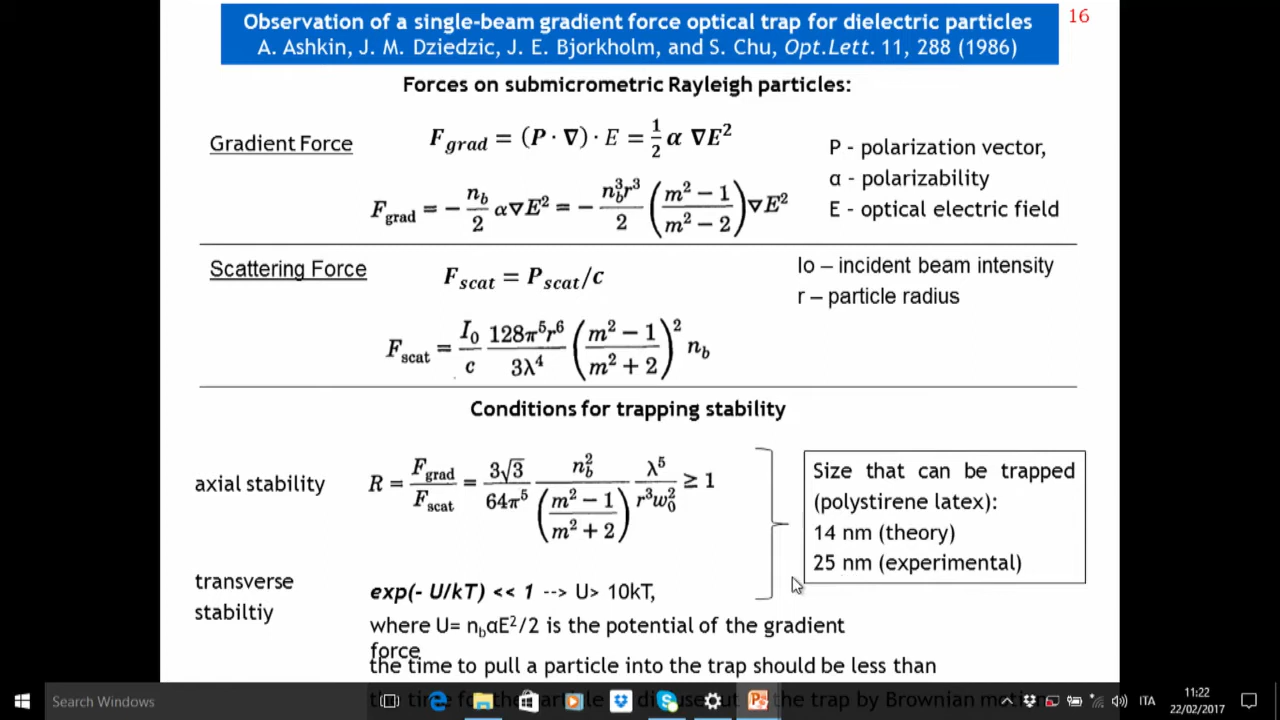 Observation of a single-beam gradient force optical trap for dielectric particles
A. Ashkin, J. M. Dziedzic, J. E. Bjorkholm, and S. Chu, Opt.Lett. 11, 288 (1986)
16
Forces on submicrometric Rayleigh particles:
Gradient Force
F_grad = (P · ∇) · E = 1/2 α ∇E²
P - polarization vector,
α - polarizability
E - optical electric field
F_grad = − n_b/2 α∇E² = − n_b³r³/2 ((m² − 1)/(m² − 2)) ∇E²
Scattering Force
F_scat = P_scat/c
Io – incident beam intensity
r – particle radius
F_scat = I₀/c 128π⁵r⁶/3λ⁴ ((m² − 1)/(m² + 2))² n_b
Conditions for trapping stability
axial stability
R = F_grad/F_scat = 3√3/64π⁵ n_b²/((m² − 1)/(m² + 2)) λ⁵/r³w₀² ≥ 1
Size that can be trapped
(polystirene latex):
14 nm (theory)
25 nm (experimental)
transverse
stabiltiy
exp(- U/kT) << 1 --> U> 10kT,
where U= n_bαE²/2 is the potential of the gradient
force
the time to pull a particle into the trap should be less than
Search Windows
ITA
11:22
22/02/2017